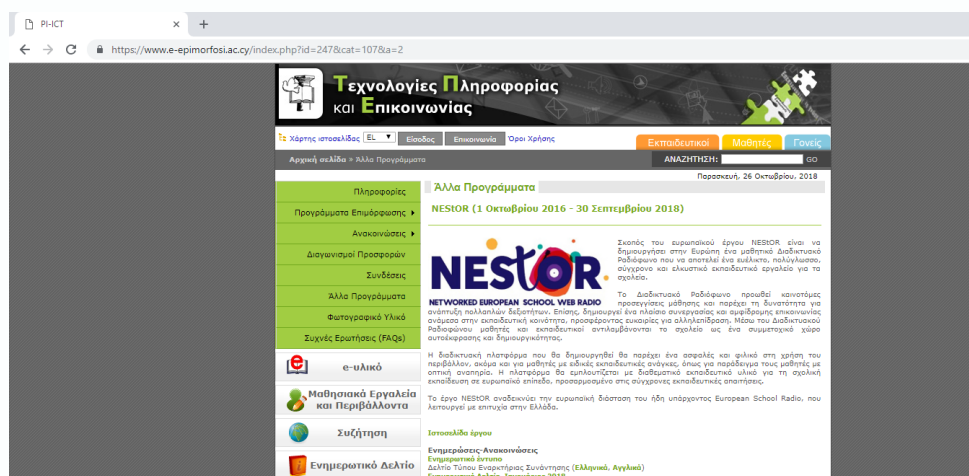 PI-ICT
https://www.e-epimorfosi.ac.cy/index.php?id=247&cat=107&a=2
Τεχνολογίες Πληροφορίας
και Επικοινωνίας
Χάρτης ιστοσελίδας EL Είσοδος Επικοινωνία Όροι Χρήσης
Εκπαιδευτικοί Μαθητές Γονείς
Αρχική σελίδα > Άλλα Προγράμματα
ΑΝΑΖΗΤΗΣΗ: GO
Παρασκευή, 26 Οκτωβρίου, 2018
Πληροφορίες
Προγράμματα Επιμόρφωσης
Ανακοινώσεις
Διαγωνισμοί Προσφορών
Συνδέσεις
Άλλα Προγράμματα
Φωτογραφικό Υλικό
Συχνές Ερωτήσεις (FAQs)
e-υλικό
Μαθησιακά Εργαλεία
και Περιβάλλοντα
Συζήτηση
Ενημερωτικό Δελτίο
Άλλα Προγράμματα
NEStOR (1 Οκτωβρίου 2016 - 30 Σεπτεμβρίου 2018)
NEStOR
NETWORKED EUROPEAN SCHOOL WEB RADIO
Σκοπός του ευρωπαϊκού έργου NEStOR είναι να
δημιουργήσει στην Ευρώπη ένα μαθητικό Διαδικτυακό
Ραδιόφωνο που να αποτελεί ένα ευέλικτο, πολύγλωσσο,
σύγχρονο και ελκυστικό εκπαιδευτικό εργαλείο για τα
σχολεία.
Το Διαδικτυακό Ραδιόφωνο προωθεί καινοτόμες
προσεγγίσεις μάθησης και παρέχει τη δυνατότητα για
ανάπτυξη πολλαπλών δεξιοτήτων. Επίσης, δημιουργεί ένα πλαίσιο συνεργασίας και αμφίδρομης επικοινωνίας
ανάμεσα στην εκπαιδευτική κοινότητα, προσφέροντας ευκαιρίες για αλληλεπίδραση. Μέσω του Διαδικτυακού
Ραδιοφώνου μαθητές και εκπαιδευτικοί αντιλαμβάνονται το σχολείο ως ένα συμμετοχικό χώρο
αυτοέκφρασης και δημιουργικότητας.
Η διαδικτυακή πλατφόρμα που θα δημιουργηθεί θα παρέχει ένα ασφαλές και φιλικό στη χρήση του
περιβάλλον, ακόμα και για μαθητές με ειδικές εκπαιδευτικές ανάγκες, όπως για παράδειγμα τους μαθητές με
οπτική αναπηρία. Η πλατφόρμα θα εμπλουτίζεται με διαθεματικό εκπαιδευτικό υλικό για τη σχολική
εκπαίδευση σε ευρωπαϊκό επίπεδο, προσαρμοσμένο στις σύγχρονες εκπαιδευτικές απαιτήσεις.
Το έργο NEStOR αναδεικνύει την ευρωπαϊκή διάσταση του ήδη υπάρχοντος European School Radio, που
λειτουργεί με επιτυχία στην Ελλάδα.
Ιστοσελίδα έργου
Ενημερώσεις-Ανακοινώσεις
Ενημερωτικό έντυπο
Δελτίο Τύπου Εναρκτήριας Συνάντησης (Ελληνικά, Αγγλικά)